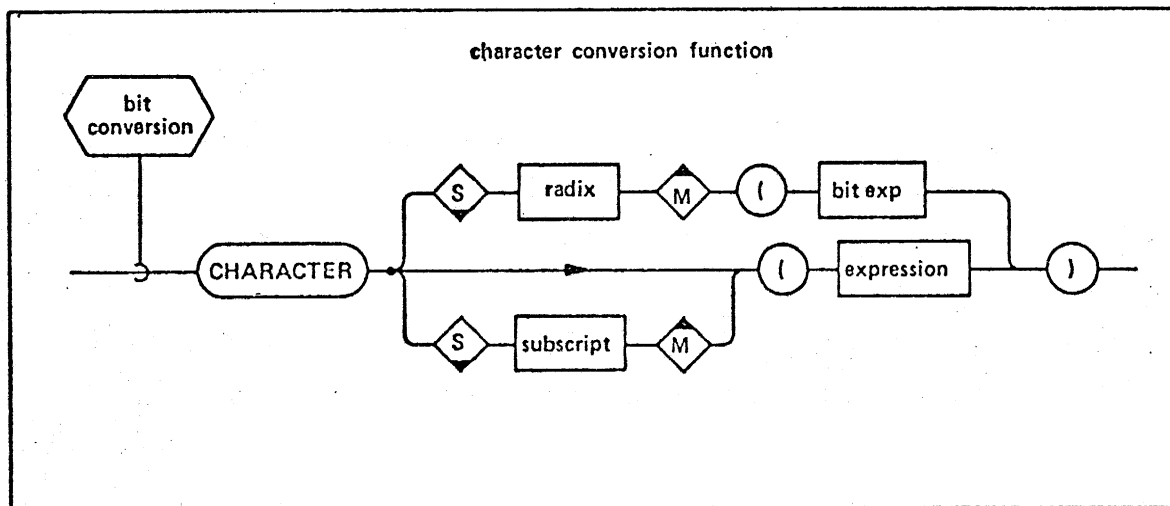 character conversion function
bit
conversion
S radix M ( bit exp
CHARACTER ( expression )
S subscript M